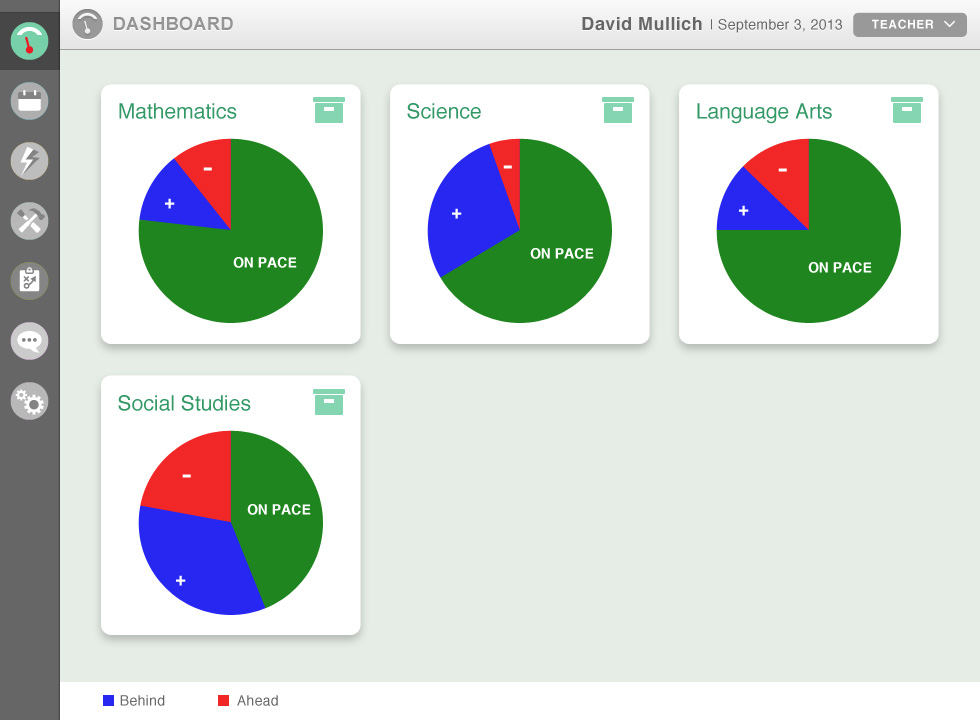 DASHBOARD
David Mullich | September 3, 2013
TEACHER
Mathematics
-
+
ON PACE
Science
-
+
ON PACE
Language Arts
-
+
ON PACE
Social Studies
-
ON PACE
+
Behind
Ahead